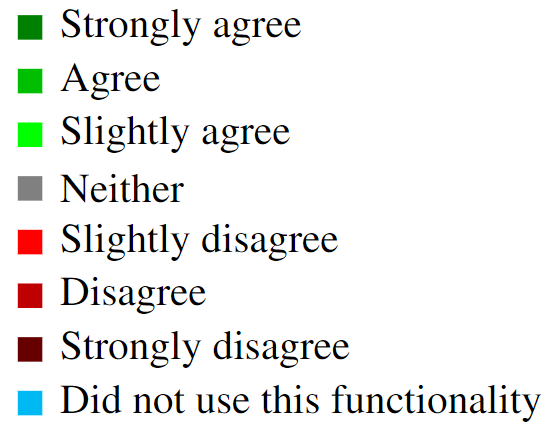 Strongly agree
Agree
Slightly agree
Neither
Slightly disagree
Disagree
Strongly disagree
Did not use this functionality